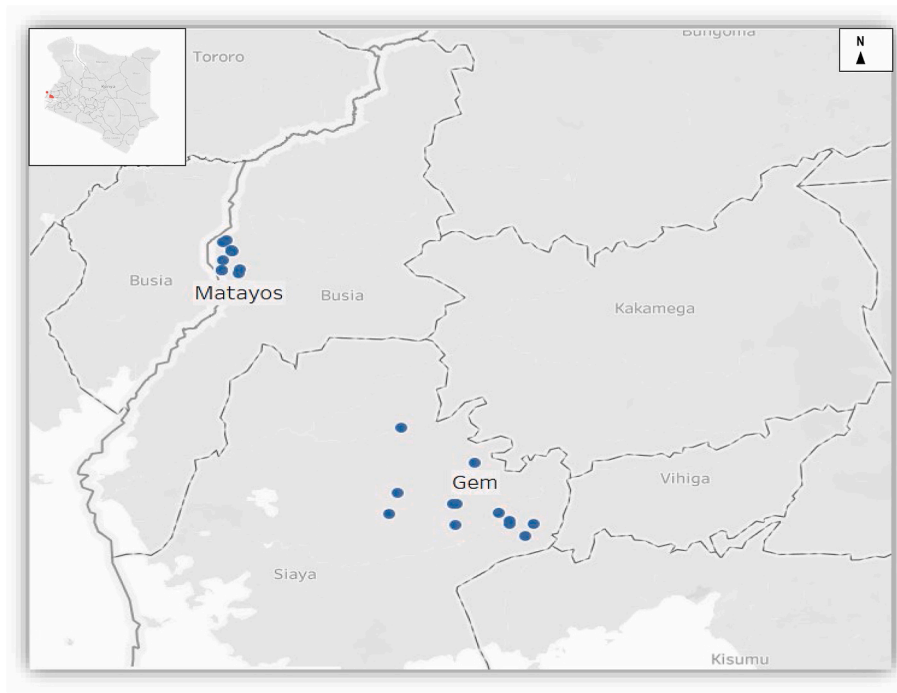 N
Tororo
Bungoma
Busia
Matayos
Busia
Kakamega
Gem
Vihiga
Siaya
Kisumu